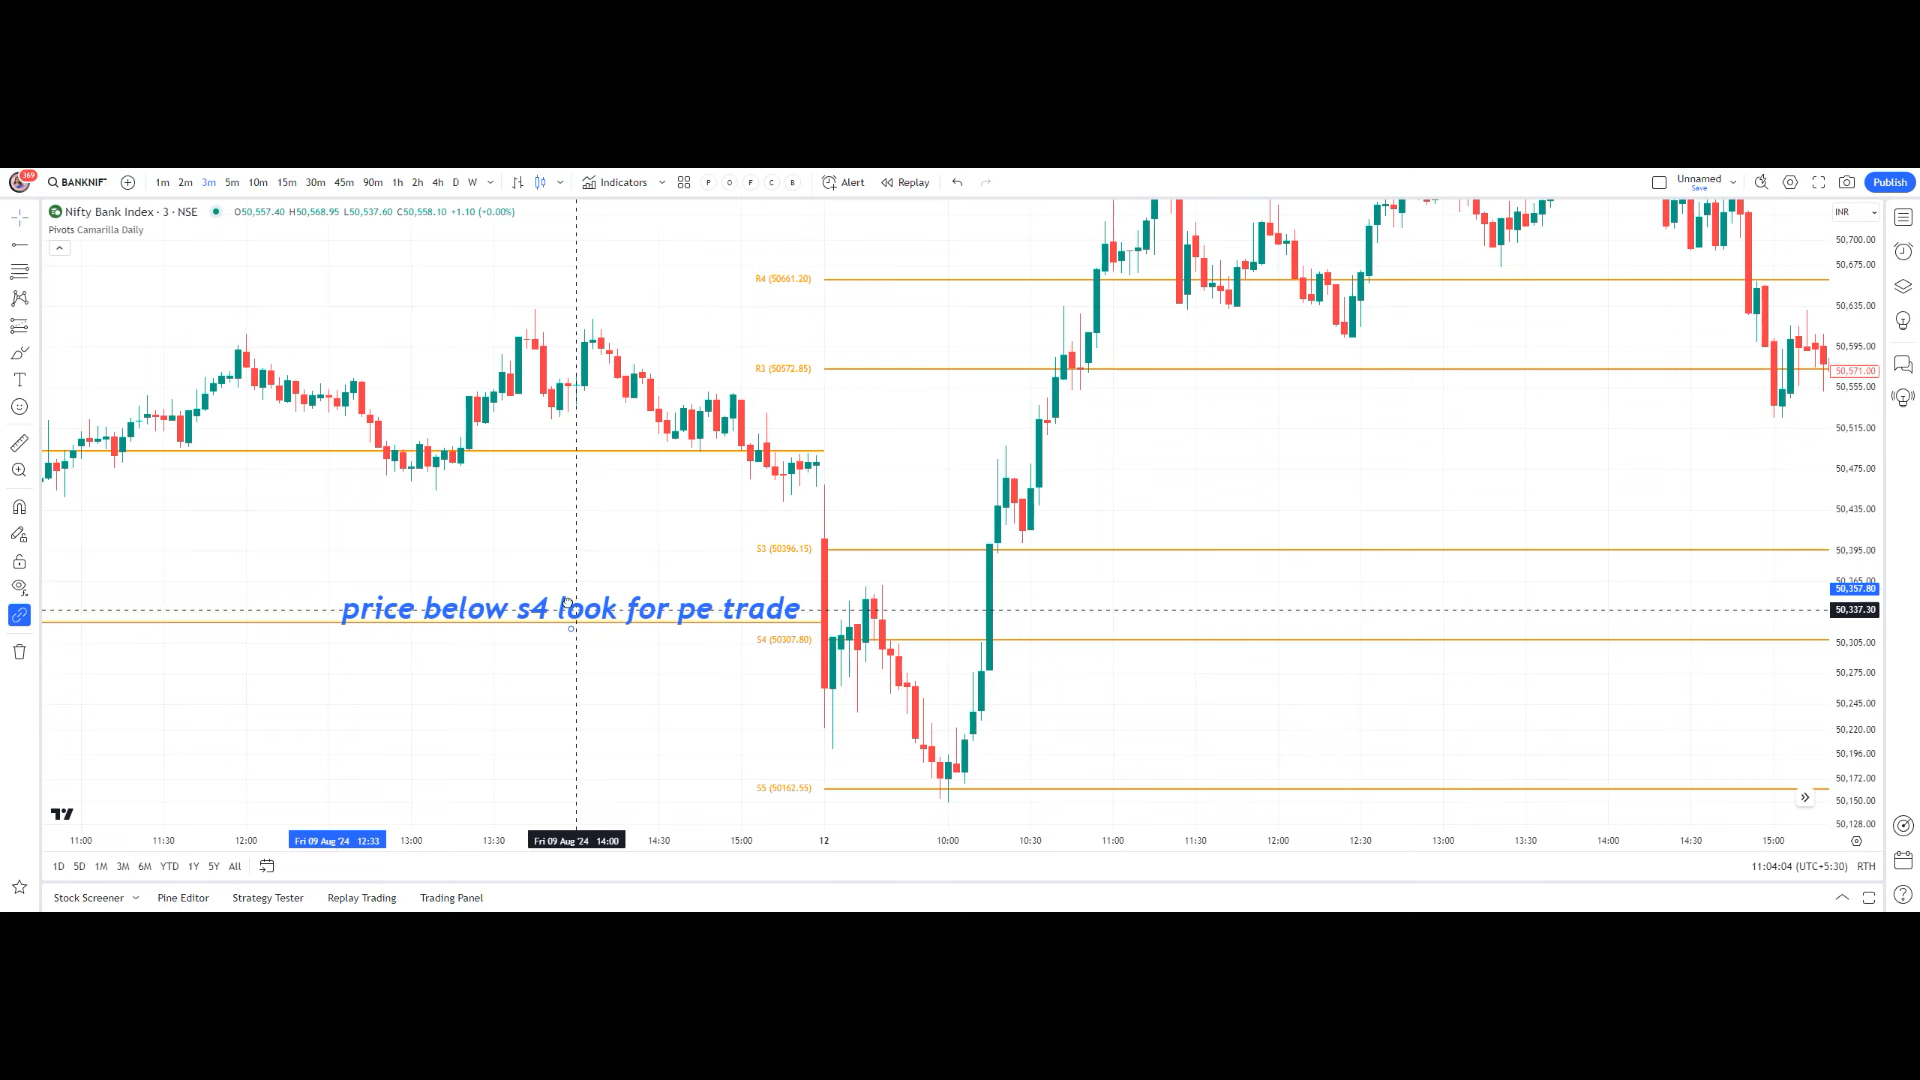 369
BANKNIF
1m 2m 3m 5m 10m 15m 30m 45m 90m 1h 2h 4h D W
Indicators
P O F C B
Alert
Replay
Unnamed
Save
Publish
Nifty Bank Index · 3 · NSE
O50,557.40 H50,568.95 L50,537.60 C50,558.10 +1.10 (+0.00%)
INR
Pivots Camarilla Daily
50,700.00
50,675.00
R4 (50661.20)
50,635.00
50,595.00
R3 (50572.85)
50,571.00
50,555.00
50,515.00
50,475.00
50,435.00
S3 (50396.15)
50,395.00
50,365.00
50,357.80
price below s4 look for pe trade
50,337.30
S4 (50307.80)
50,305.00
50,275.00
50,245.00
50,220.00
50,196.00
50,172.00
S5 (50162.55)
50,150.00
50,128.00
11:00 11:30 12:00 Fri 09 Aug '24 12:33 13:00 13:30 Fri 09 Aug '24 14:00 14:30 15:00 12 10:00 10:30 11:00 11:30 12:00 12:30 13:00 13:30 14:00 14:30 15:00
1D 5D 1M 3M 6M YTD 1Y 5Y All
11:04:04 (UTC+5:30) RTH
Stock Screener Pine Editor Strategy Tester Replay Trading Trading Panel